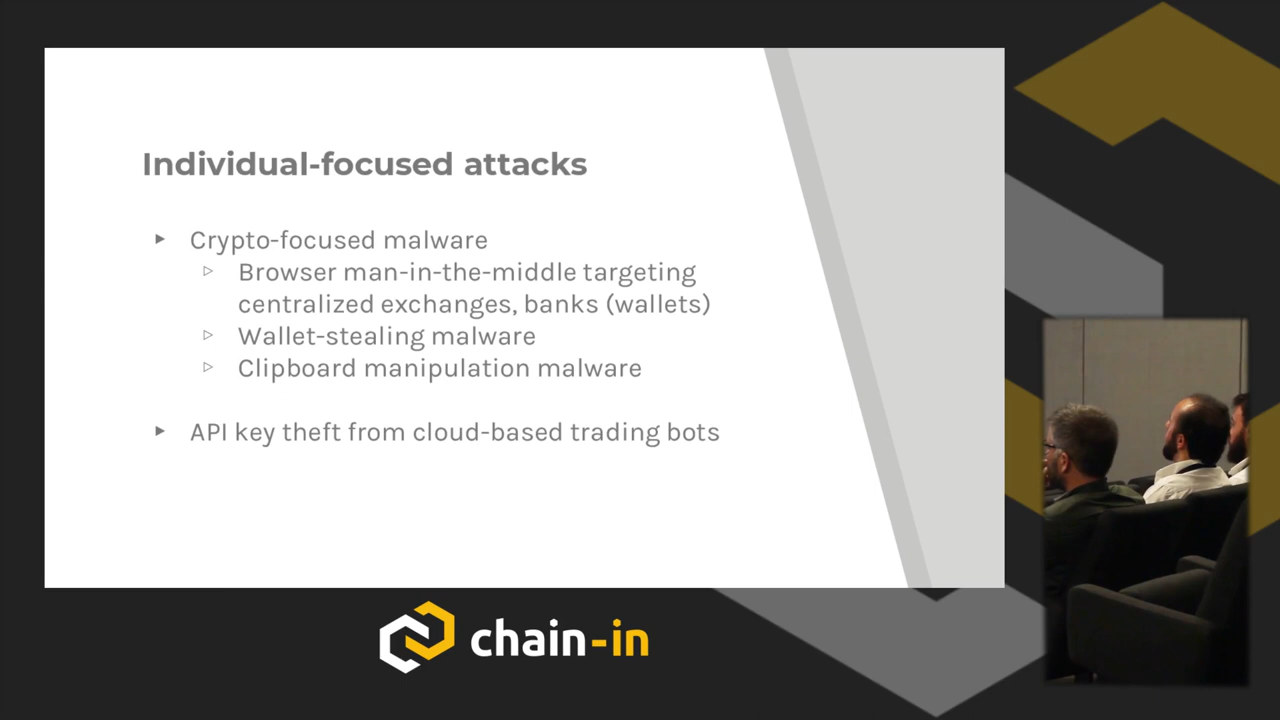 Individual-focused attacks
Crypto-focused malware
Browser man-in-the-middle targeting
centralized exchanges, banks (wallets)
Wallet-stealing malware
Clipboard manipulation malware
API key theft from cloud-based trading bots
chain-in